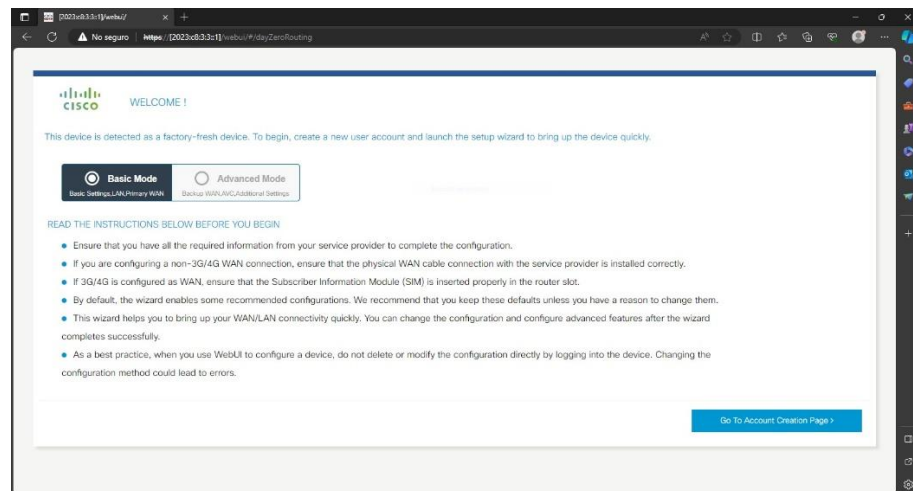 [2023:c8:3:3::1]/webui/
No seguro
https://[2023:c8:3:3::1]/webui/#/dayZeroRouting
CISCO
WELCOME !
This device is detected as a factory-fresh device. To begin, create a new user account and launch the setup wizard to bring up the device quickly.
Basic Mode
Basic Settings,LAN,Primary WAN
Advanced Mode
Backup WAN,AVC,Additional Settings
READ THE INSTRUCTIONS BELOW BEFORE YOU BEGIN
Ensure that you have all the required information from your service provider to complete the configuration.
If you are configuring a non-3G/4G WAN connection, ensure that the physical WAN cable connection with the service provider is installed correctly.
If 3G/4G is configured as WAN, ensure that the Subscriber Information Module (SIM) is inserted properly in the router slot.
By default, the wizard enables some recommended configurations. We recommend that you keep these defaults unless you have a reason to change them.
This wizard helps you to bring up your WAN/LAN connectivity quickly. You can change the configuration and configure advanced features after the wizard
completes successfully.
As a best practice, when you use WebUI to configure a device, do not delete or modify the configuration directly by logging into the device. Changing the
configuration method could lead to errors.
Go To Account Creation Page >